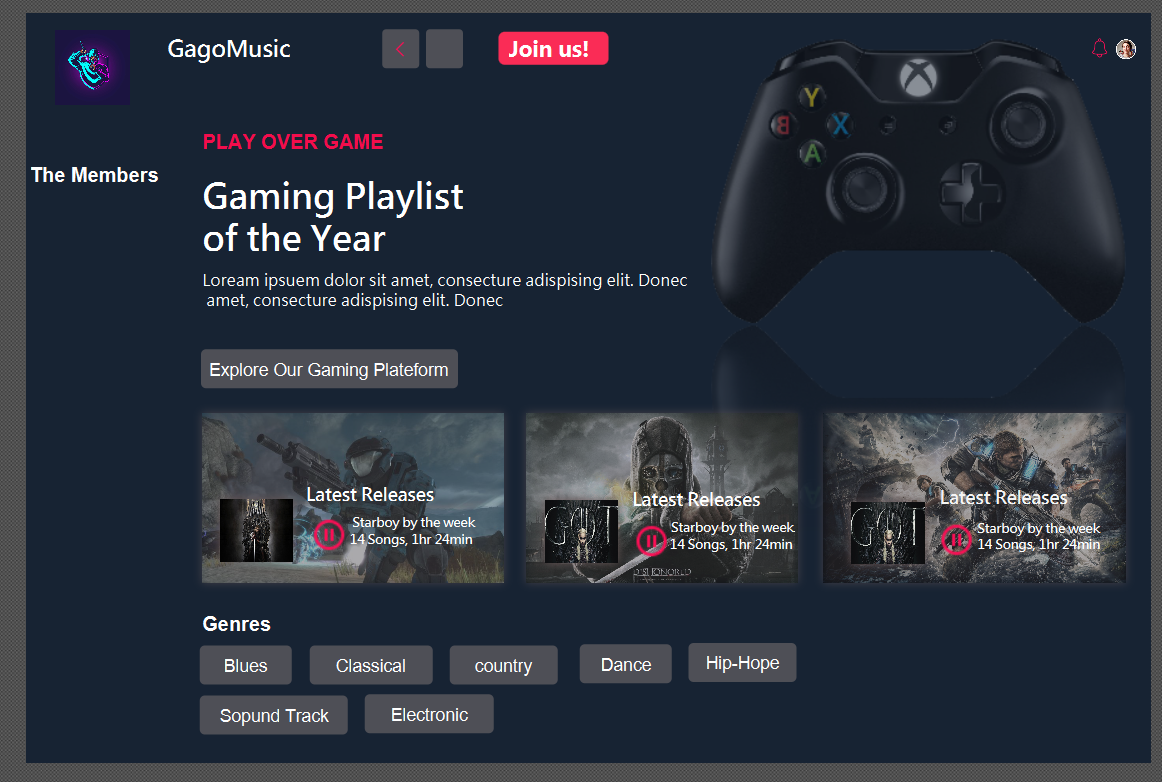 GagoMusic
Join us!
PLAY OVER GAME
The Members
Gaming Playlist
of the Year
Loream ipsuem dolor sit amet, consecture adispising elit. Donec
amet, consecture adispising elit. Donec
Explore Our Gaming Plateform
Y
B
X
A
Latest Releases
Starboy by the week
14 Songs, 1hr 24min
Latest Releases
GOT
Starboy by the week
14 Songs, 1hr 24min
DISHONORED
Latest Releases
GOT
Starboy by the week
14 Songs, 1hr 24min
Genres
Blues
Classical
country
Dance
Hip-Hope
Sopund Track
Electronic